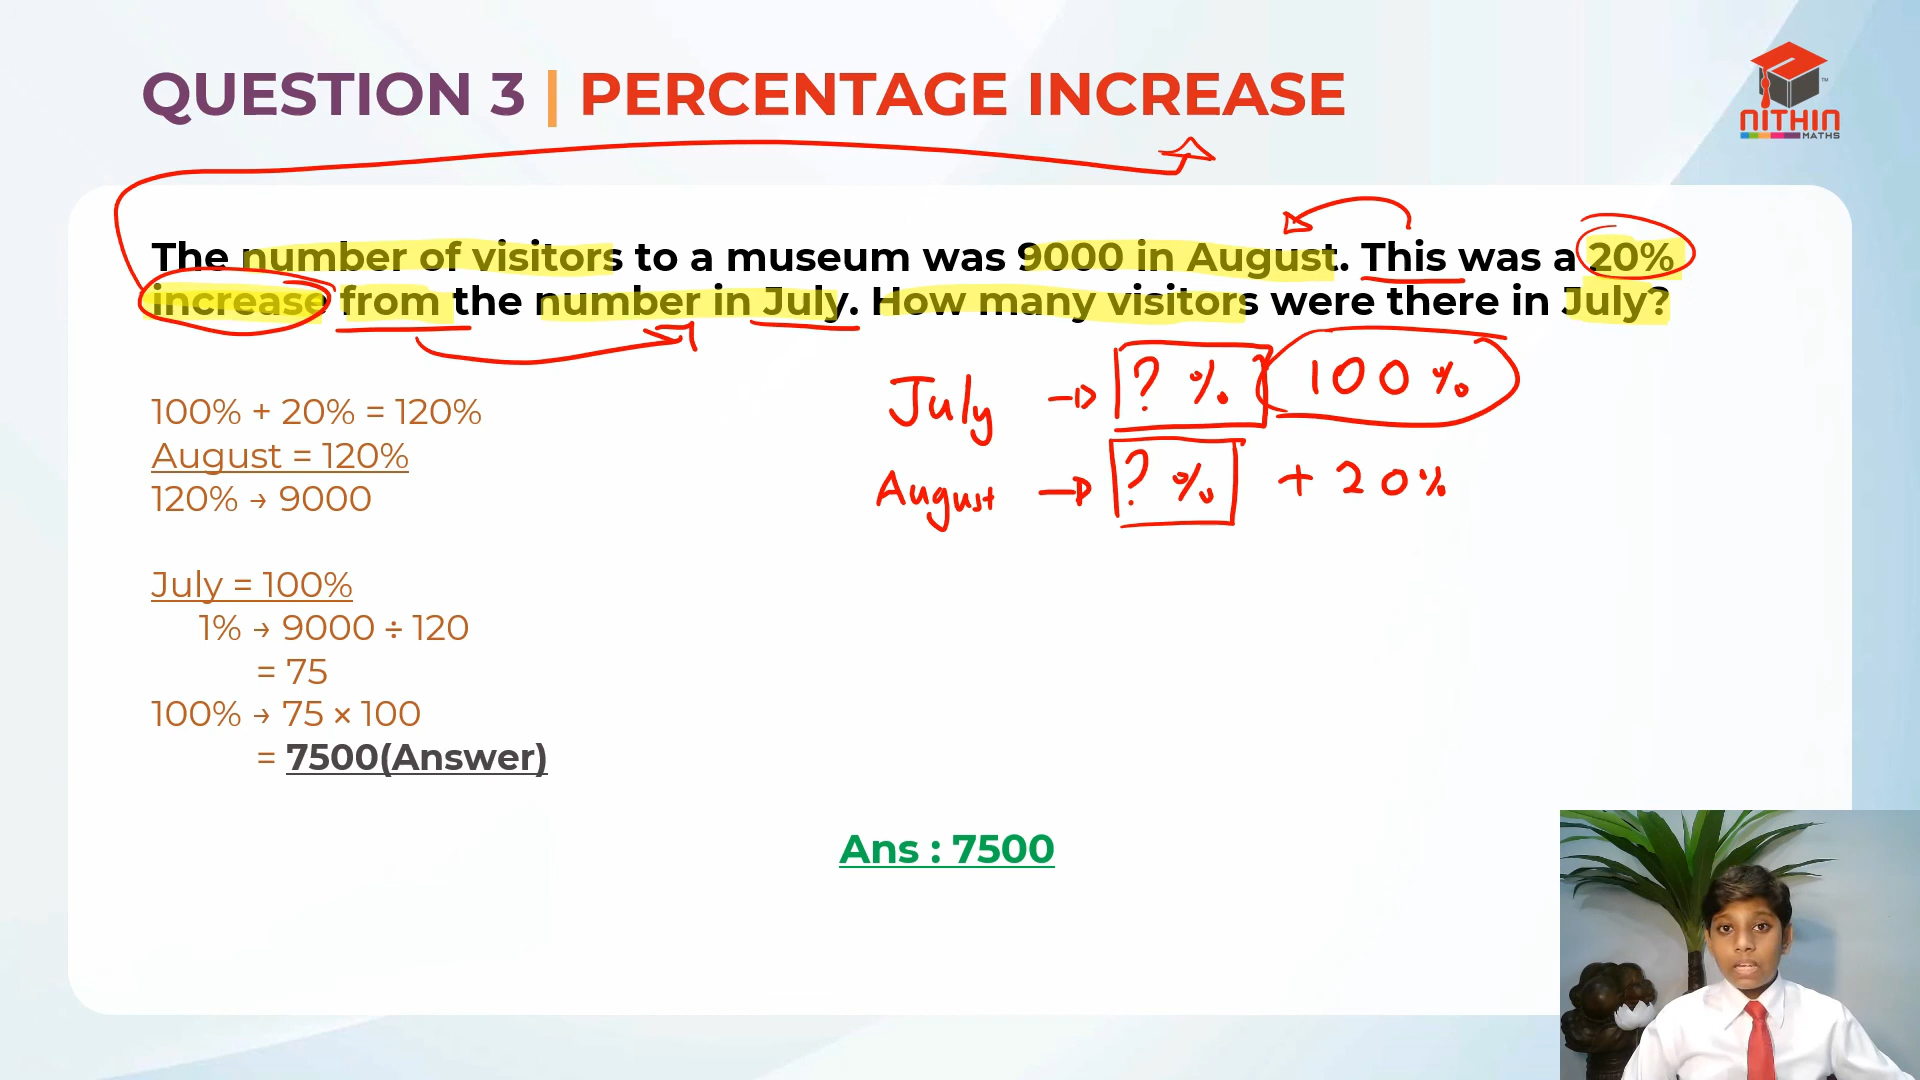 QUESTION 3 | PERCENTAGE INCREASE
NITHIN
MATHS
TM
The number of visitors to a museum was 9000 in August. This was a 20%
increase from the number in July. How many visitors were there in July?
July → ? % 100 %
August → ? % + 20%
100% + 20% = 120%
August = 120%
120% → 9000
July = 100%
1% → 9000 ÷ 120
= 75
100% → 75 × 100
= 7500(Answer)
Ans : 7500